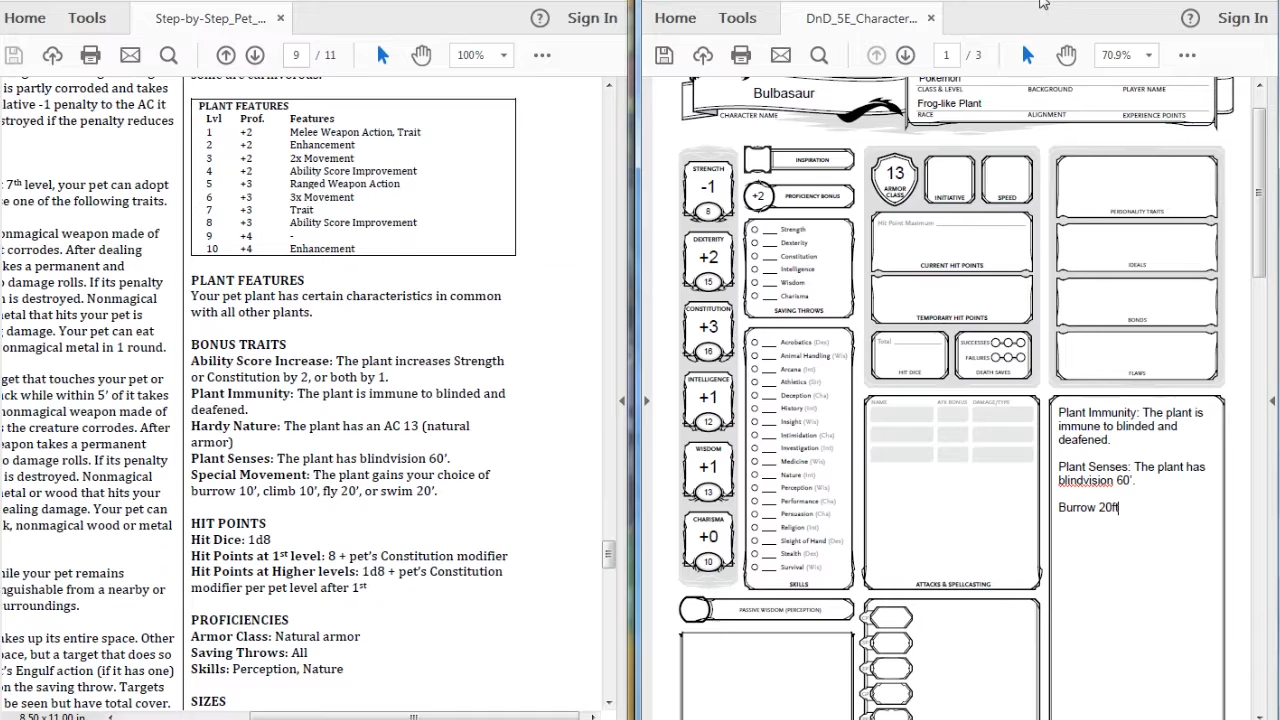 Home Tools Step-by-Step_Pet_... × Sign In
9 / 11 100%
is partly corroded and takes
lative -1 penalty to the AC it
stroyed if the penalty reduces
7th level, your pet can adopt
se one of the following traits.
onmagical weapon made of
corrodes. After dealing
akes a permanent and
o damage rolls. If its penalty
n is destroyed. Nonmagical
etal that hits your pet is
g damage. Your pet can eat
onmagical metal in 1 round.
get that touches your pet or
ck while within 5' of it takes
nonmagical weapon made of
s the creature corrodes. After
eapon takes a permanent
to damage rolls. If its penalty
is destroyed. Nonmagical
etal or wood that hits your
ealing damage. Your pet can
k, nonmagical wood or metal
hile your pet remains
nguishable from a nearby or
urroundings.
akes up its entire space. Other
pace, but a target that does so
t's Engulf action (if it has one)
on the saving throw. Targets
be seen but have total cover.
8.50 x 11.00 in
some are carnivorous.
PLANT FEATURES
Lvl Prof. Features
1 +2 Melee Weapon Action, Trait
2 +2 Enhancement
3 +2 2x Movement
4 +2 Ability Score Improvement
5 +3 Ranged Weapon Action
6 +3 3x Movement
7 +3 Trait
8 +3 Ability Score Improvement
9 +4 -
10 +4 Enhancement
PLANT FEATURES
Your pet plant has certain characteristics in common
with all other plants.
BONUS TRAITS
Ability Score Increase: The plant increases Strength
or Constitution by 2, or both by 1.
Plant Immunity: The plant is immune to blinded and
deafened.
Hardy Nature: The plant has an AC 13 (natural
armor)
Plant Senses: The plant has blindvision 60'.
Special Movement: The plant gains your choice of
burrow 10', climb 10', fly 20', or swim 20'.
HIT POINTS
Hit Dice: 1d8
Hit Points at 1st level: 8 + pet's Constitution modifier
Hit Points at Higher levels: 1d8 + pet's Constitution
modifier per pet level after 1st
PROFICIENCIES
Armor Class: Natural armor
Saving Throws: All
Skills: Perception, Nature
SIZES
Home Tools DnD_5E_Character... × Sign In
1 / 3 70.9%
Bulbasaur
CHARACTER NAME
Pokemon
CLASS & LEVEL BACKGROUND PLAYER NAME
Frog-like Plant
RACE ALIGNMENT EXPERIENCE POINTS
STRENGTH
-1
8
DEXTERITY
+2
15
CONSTITUTION
+3
16
INTELLIGENCE
+1
12
WISDOM
+1
13
CHARISMA
+0
10
INSPIRATION
+2 PROFICIENCY BONUS
Strength
Dexterity
Constitution
Intelligence
Wisdom
Charisma
SAVING THROWS
Acrobatics (Dex)
Animal Handling (Wis)
Arcana (Int)
Athletics (Str)
Deception (Cha)
History (Int)
Insight (Wis)
Intimidation (Cha)
Investigation (Int)
Medicine (Wis)
Nature (Int)
Perception (Wis)
Performance (Cha)
Persuasion (Cha)
Religion (Int)
Sleight of Hand (Dex)
Stealth (Dex)
Survival (Wis)
SKILLS
PASSIVE WISDOM (PERCEPTION)
13
ARMOR
CLASS
INITIATIVE SPEED
Hit Point Maximum
CURRENT HIT POINTS
TEMPORARY HIT POINTS
Total
HIT DICE
SUCCESSES
FAILURES
DEATH SAVES
NAME ATK BONUS DAMAGE/TYPE
ATTACKS & SPELLCASTING
PERSONALITY TRAITS
IDEALS
BONDS
FLAWS
Plant Immunity: The plant is
immune to blinded and
deafened.
Plant Senses: The plant has
blindvision 60'.
Burrow 20ft